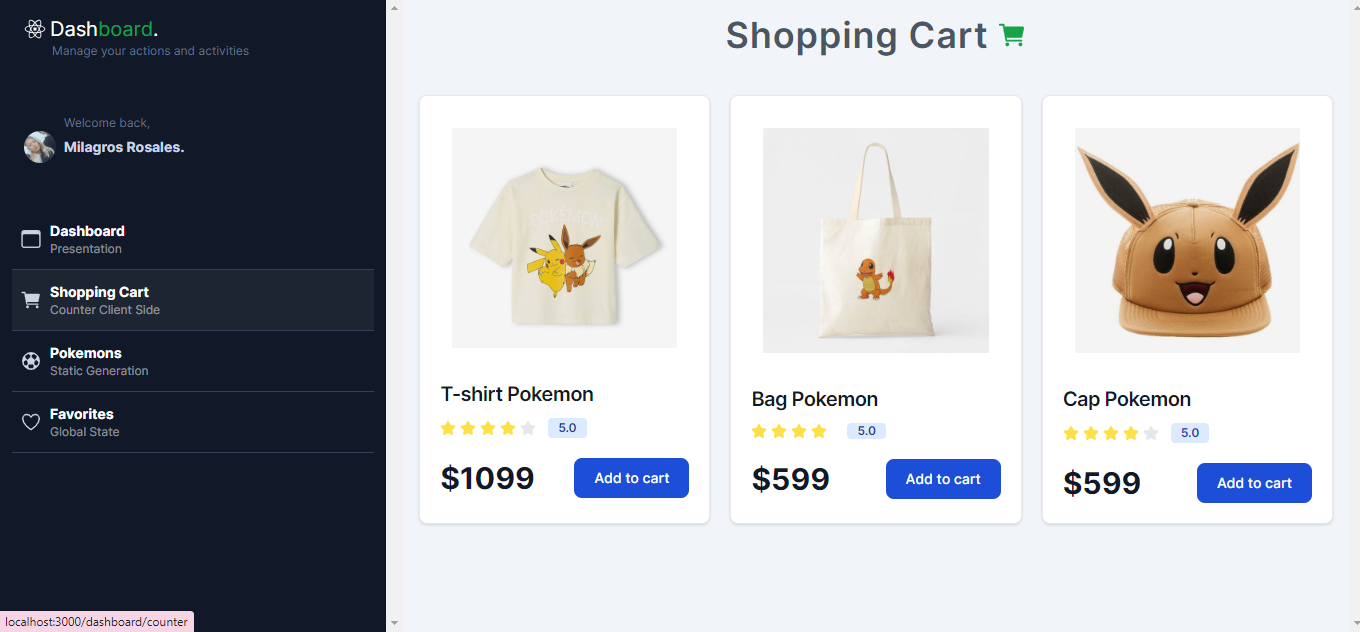 Dashboard.
Manage your actions and activities
Welcome back,
Milagros Rosales.
Dashboard
Presentation
Shopping Cart
Counter Client Side
Pokemons
Static Generation
Favorites
Global State
localhost:3000/dashboard/counter
Shopping Cart
POKEMON
T-shirt Pokemon
5.0
$1099
Add to cart
Bag Pokemon
5.0
$599
Add to cart
Cap Pokemon
5.0
$599
Add to cart